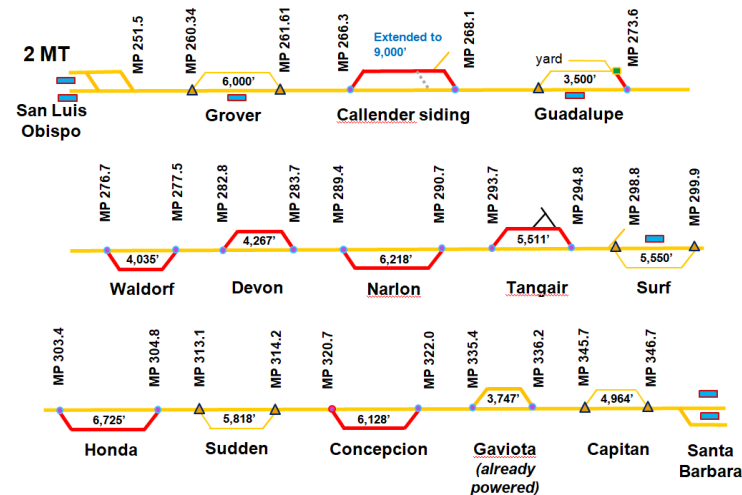 2 MT
MP 251.5
MP 260.34
MP 261.61
MP 266.3
MP 268.1
MP 273.6
Extended to
9,000'
yard
6,000'
3,500'
San Luis
Obispo
Grover
Callender siding
Guadalupe
MP 276.7
MP 277.5
MP 282.8
MP 283.7
MP 289.4
MP 290.7
MP 293.7
MP 294.8
MP 298.8
MP 299.9
4,035'
4,267'
6,218'
5,511'
5,550'
Waldorf
Devon
Narlon
Tangair
Surf
MP 303.4
MP 304.8
MP 313.1
MP 314.2
MP 320.7
MP 322.0
MP 335.4
MP 336.2
MP 345.7
MP 346.7
6,725'
5,818'
6,128'
3,747'
4,964'
Honda
Sudden
Concepcion
Gaviota
(already
powered)
Capitan
Santa
Barbara